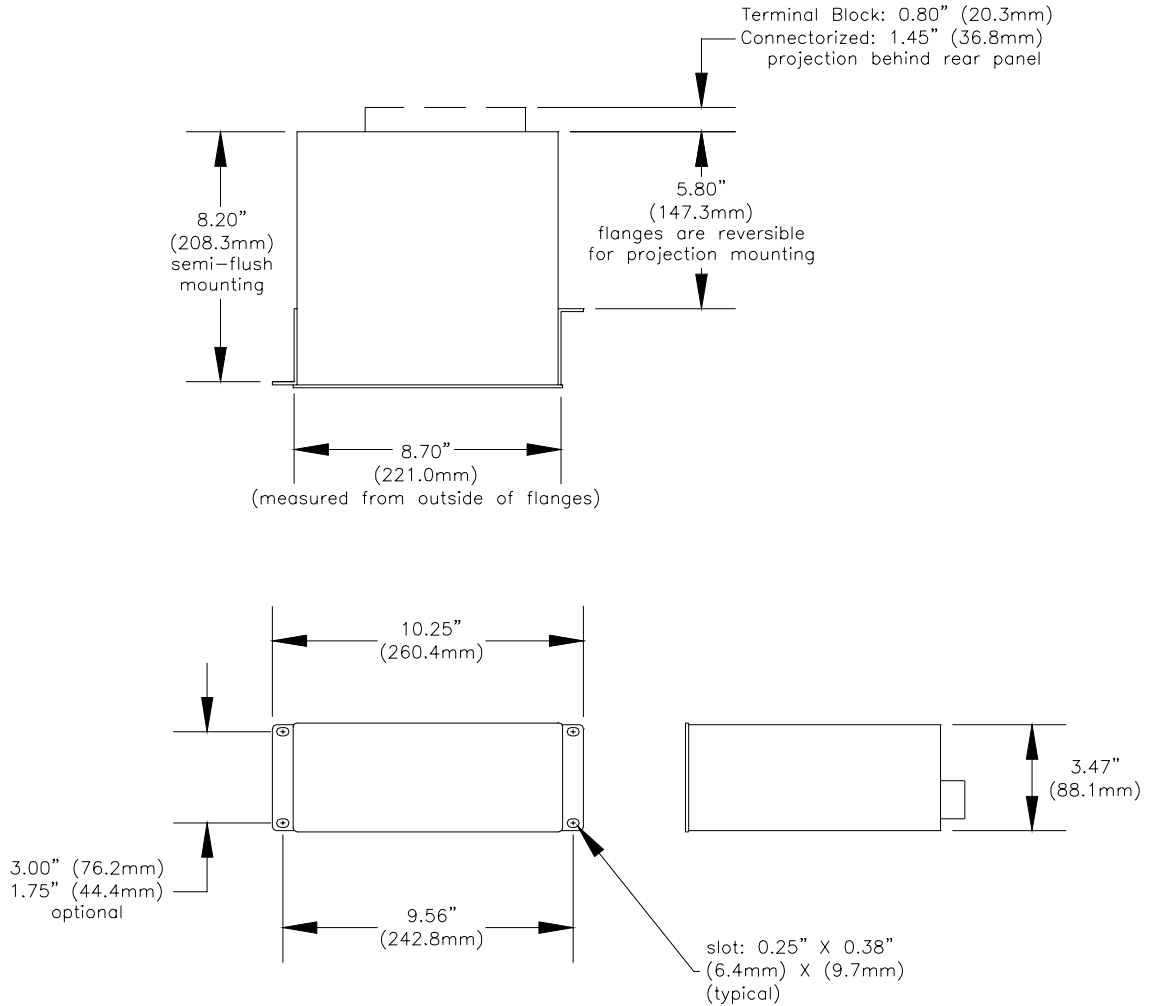 Terminal Block: 0.80” (20.3mm)
Connectorized: 1.45” (36.8mm)
projection behind rear panel
8.20”
(208.3mm)
semi-flush
mounting
5.80”
(147.3mm)
flanges are reversible
for projection mounting
8.70”
(221.0mm)
(measured from outside of flanges)
10.25”
(260.4mm)
3.47”
(88.1mm)
3.00” (76.2mm)
1.75” (44.4mm)
optional
9.56”
(242.8mm)
slot: 0.25” X 0.38”
(6.4mm) X (9.7mm)
(typical)